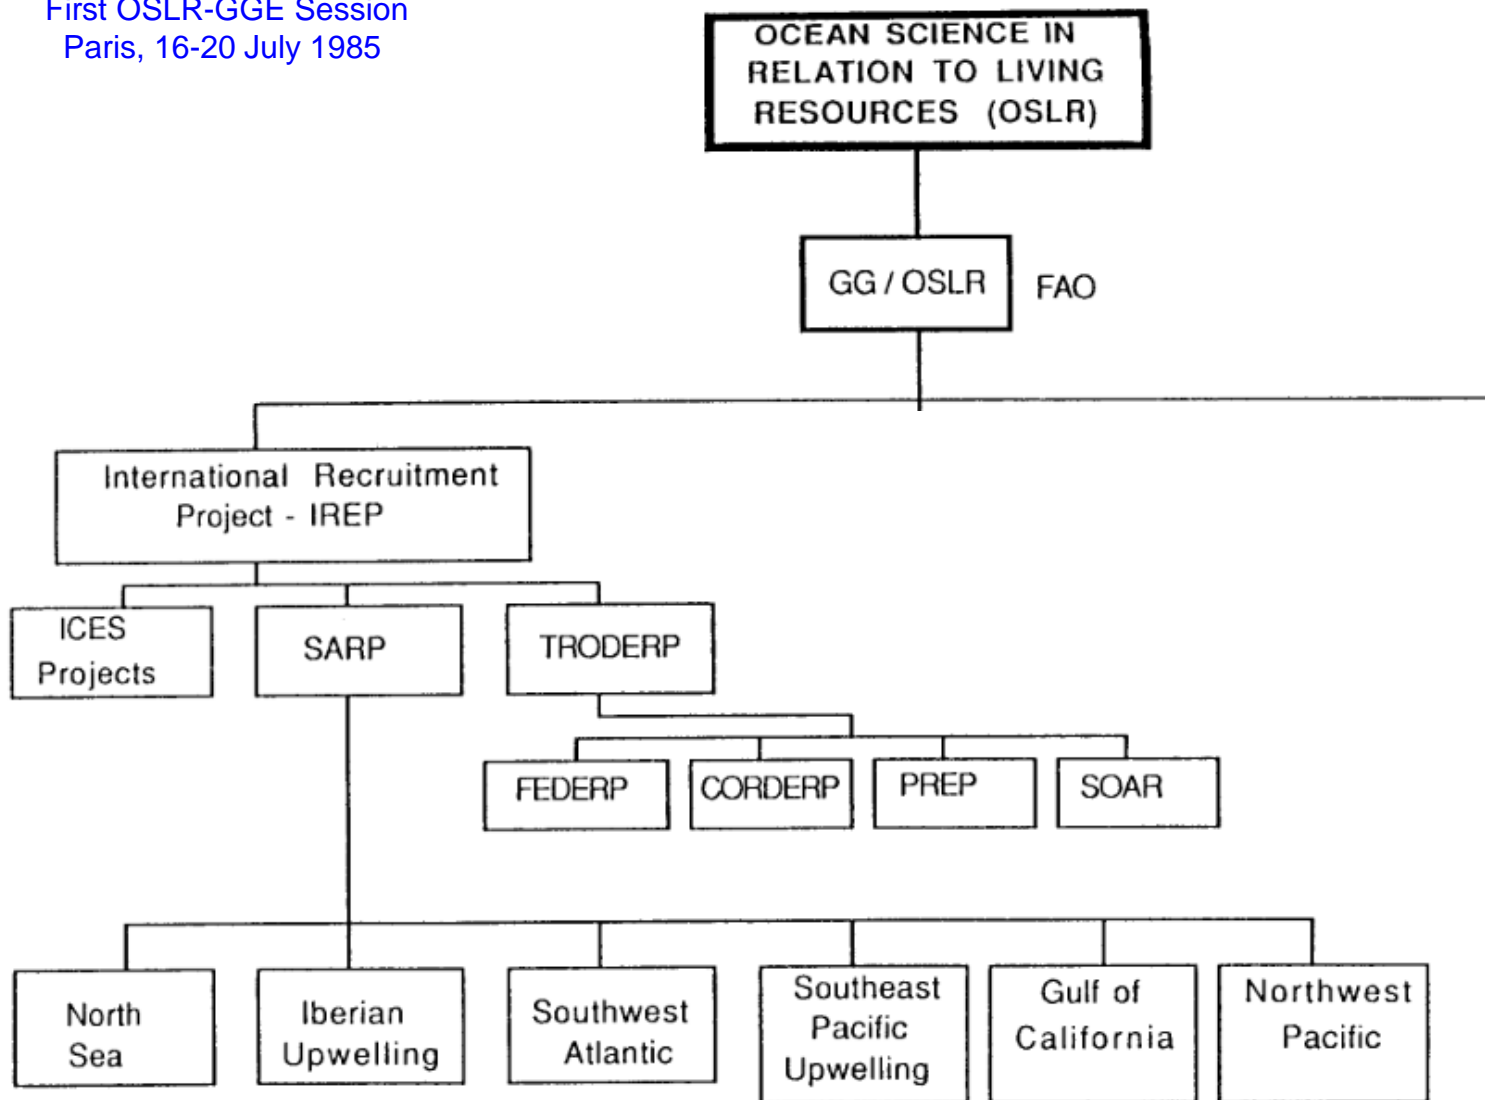 First OSLR-GGE Session
Paris, 16-20 July 1985
OCEAN SCIENCE IN
RELATION TO LIVING
RESOURCES (OSLR)
GG / OSLR
FAO
International Recruitment
Project - IREP
ICES
Projects
SARP
TRODERP
FEDERP
CORDERP
PREP
SOAR
North
Sea
Iberian
Upwelling
Southwest
Atlantic
Southeast
Pacific
Upwelling
Gulf of
California
Northwest
Pacific